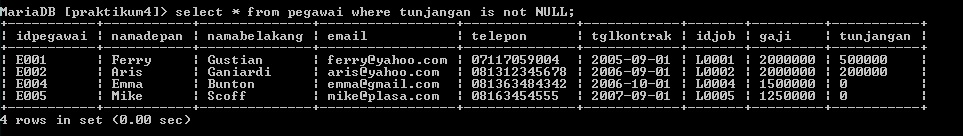 MariaDB [praktikum4]> select * from pegawai where tunjangan is not NULL;
+-----------+-----------+--------------+-----------------+--------------+-------------+-------+---------+-----------+
| idpegawai | namadepan | namabelakang | email | telepon | tglkontrak | idjob | gaji | tunjangan |
+-----------+-----------+--------------+-----------------+--------------+-------------+-------+---------+-----------+
| E001 | Ferry | Gustian | ferry@yahoo.com | 07117059004 | 2005-09-01 | L0001 | 2000000 | 500000 |
| E002 | Aris | Ganiardi | aris@yahoo.com | 081312345678 | 2006-09-01 | L0002 | 2000000 | 200000 |
| E004 | Emma | Bunton | emma@gmail.com | 081363484342 | 2006-10-01 | L0004 | 1500000 | 0 |
| E005 | Mike | Scoff | mike@plasa.com | 08163454555 | 2007-09-01 | L0005 | 1250000 | 0 |
+-----------+-----------+--------------+-----------------+--------------+-------------+-------+---------+-----------+
4 rows in set (0.00 sec)